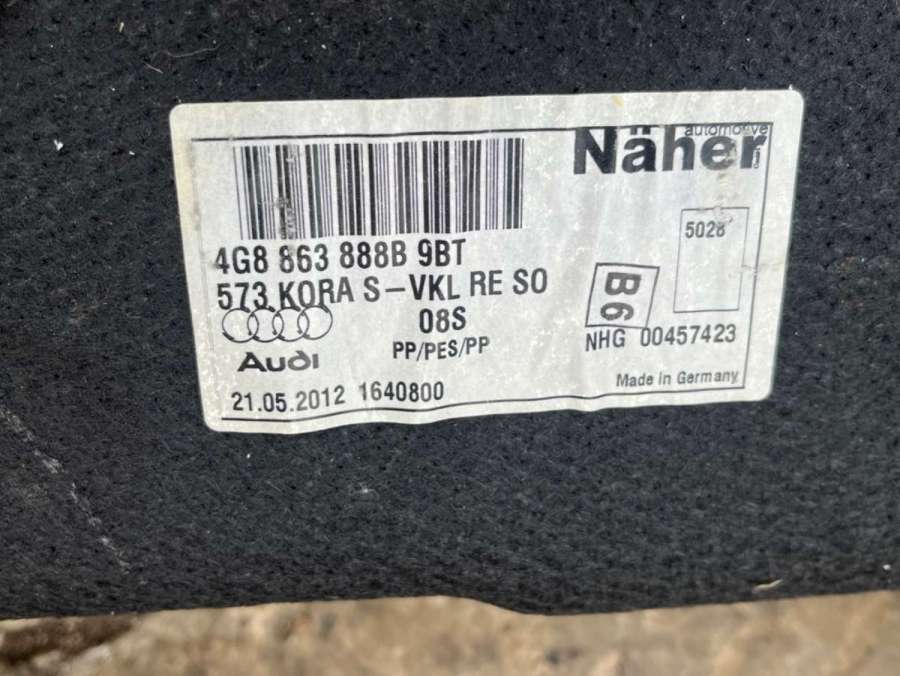 automotive
Näher
4G8 863 888B 9BT
573 KORA S-VKL RE SO
08S
PP/PES/PP
Audi
21.05.2012 1640800
5028
B6
NHG 00457423
Made in Germany